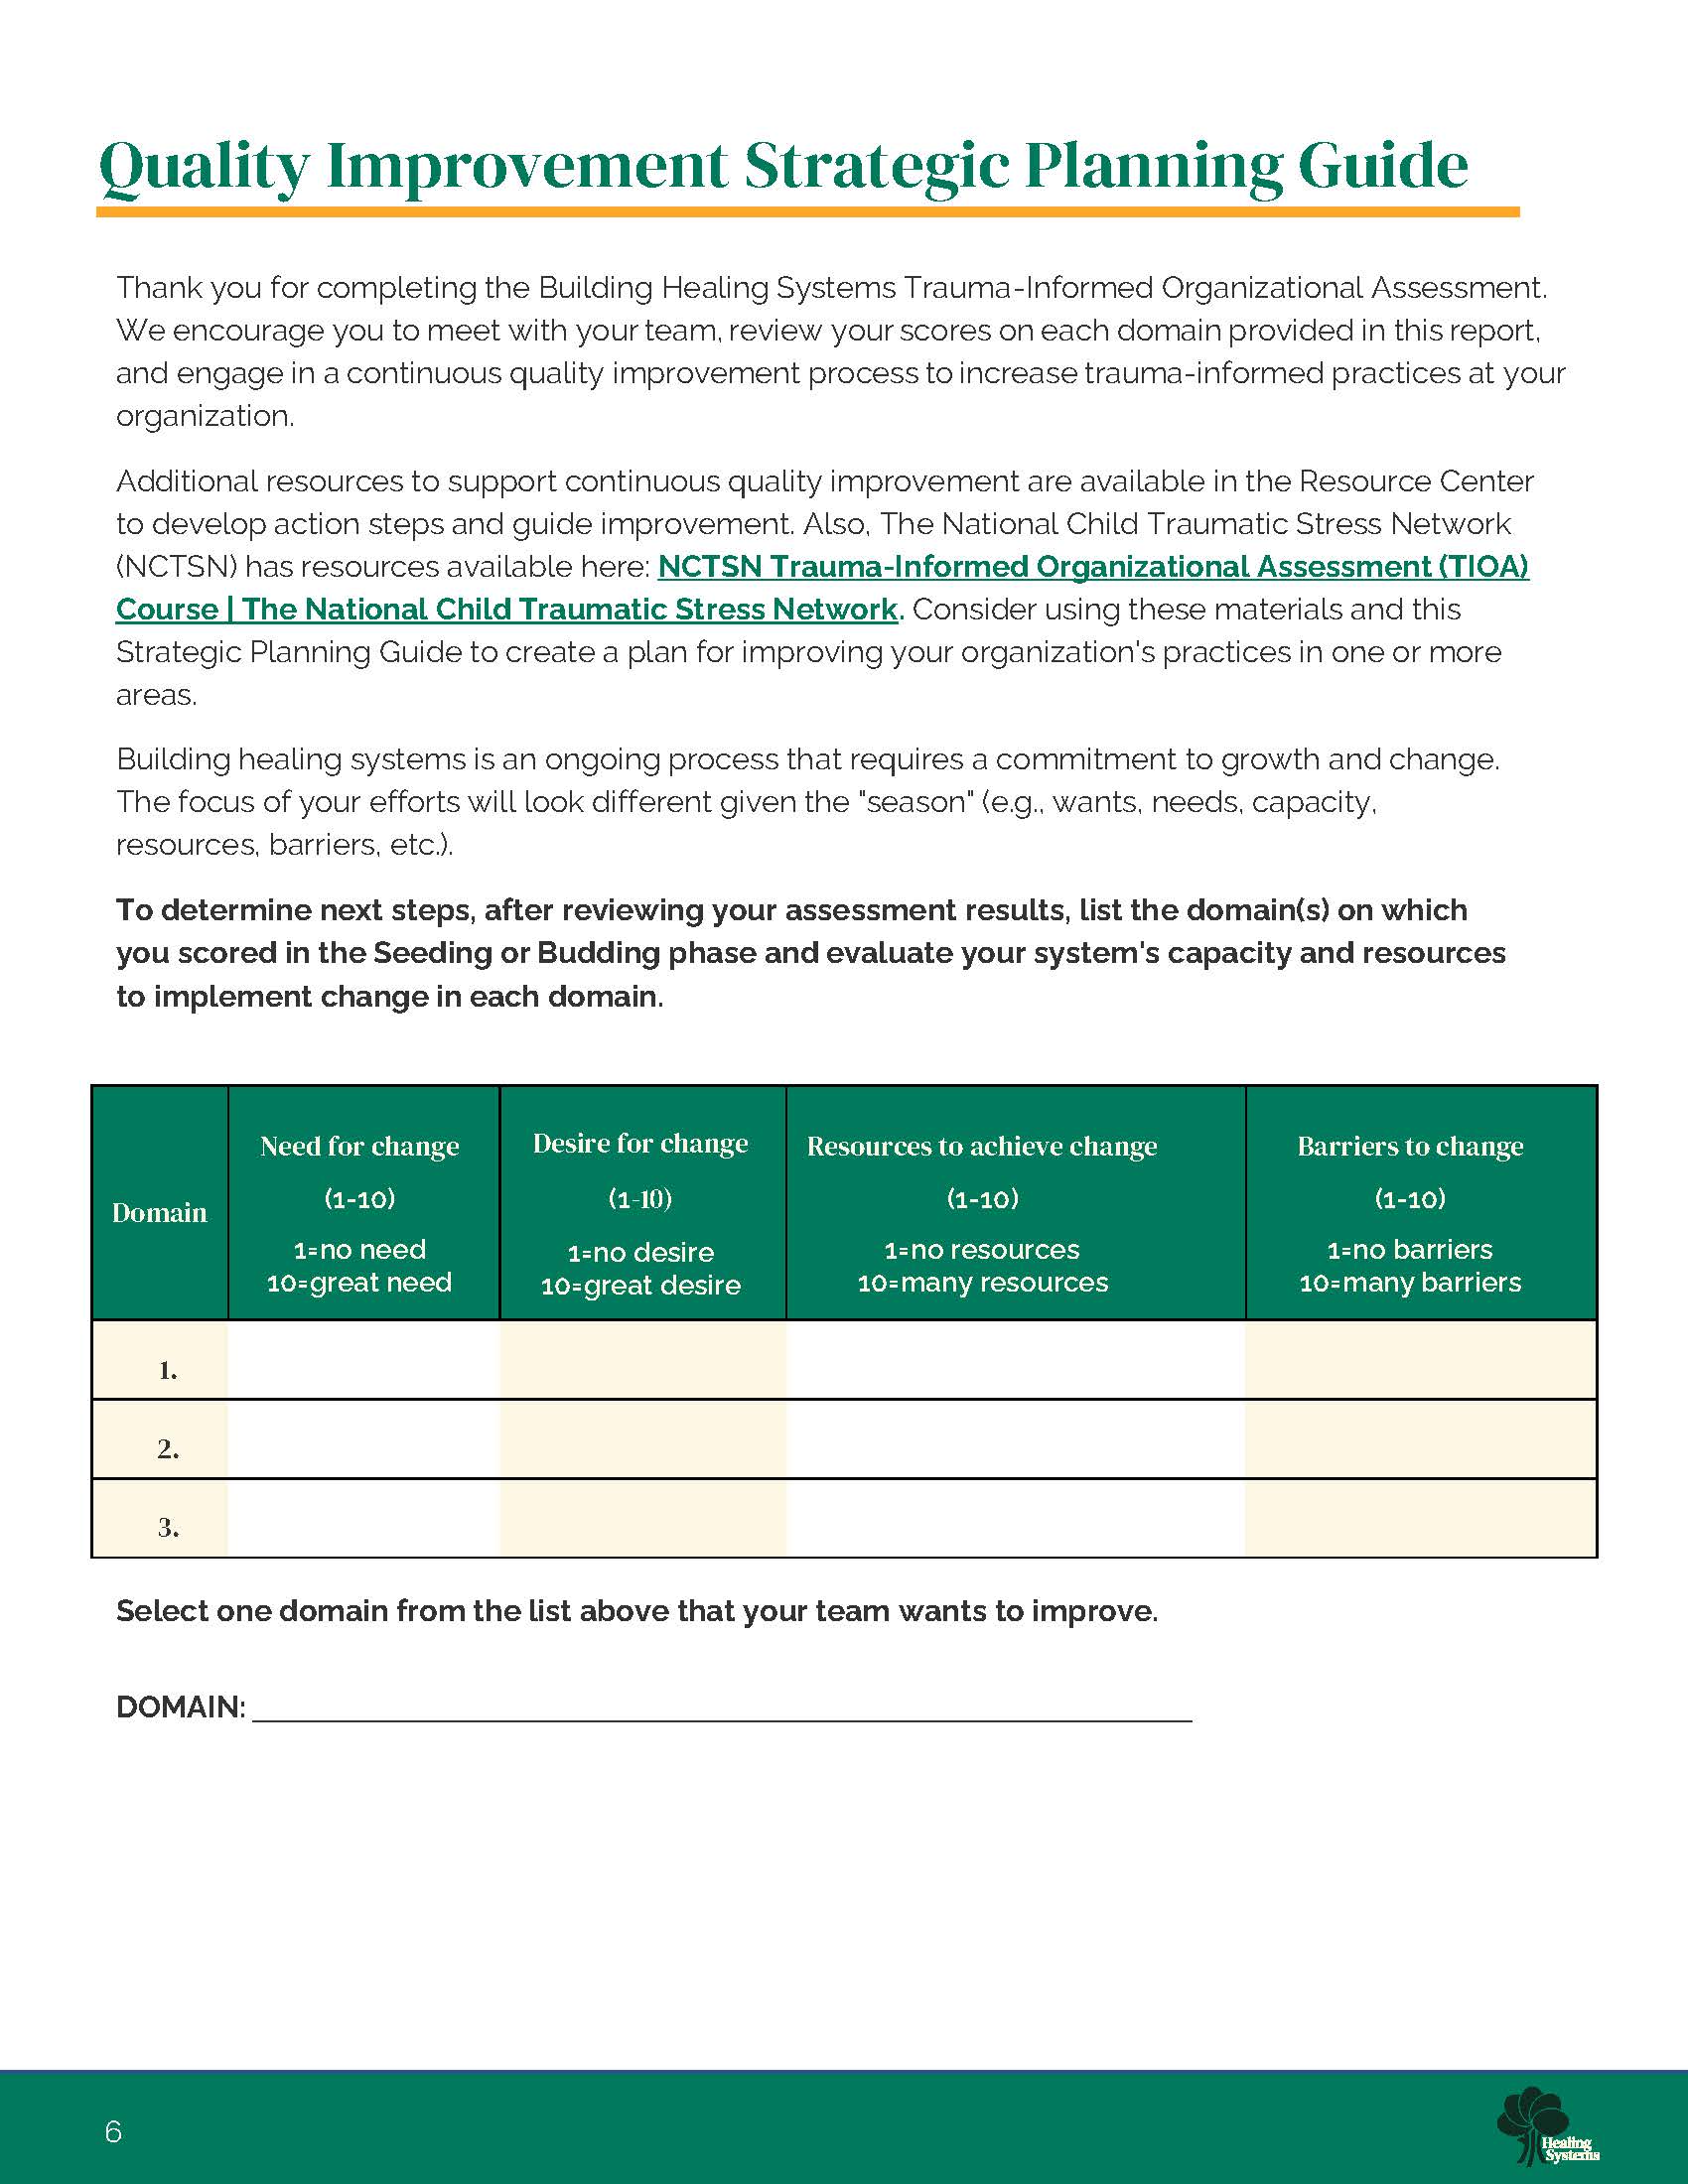 Quality Improvement Strategic Planning Guide
Thank you for completing the Building Healing Systems Trauma-Informed Organizational Assessment.
We encourage you to meet with your team, review your scores on each domain provided in this report,
and engage in a continuous quality improvement process to increase trauma-informed practices at your
organization.
Additional resources to support continuous quality improvement are available in the Resource Center
to develop action steps and guide improvement. Also, The National Child Traumatic Stress Network
(NCTSN) has resources available here: NCTSN Trauma-Informed Organizational Assessment (TIOA)
Course | The National Child Traumatic Stress Network. Consider using these materials and this
Strategic Planning Guide to create a plan for improving your organization's practices in one or more
areas.
Building healing systems is an ongoing process that requires a commitment to growth and change.
The focus of your efforts will look different given the "season" (e.g., wants, needs, capacity,
resources, barriers, etc.).
To determine next steps, after reviewing your assessment results, list the domain(s) on which
you scored in the Seeding or Budding phase and evaluate your system's capacity and resources
to implement change in each domain.
Domain
Need for change
(1-10)
1=no need
10=great need
Desire for change
(1-10)
1=no desire
10=great desire
Resources to achieve change
(1-10)
1=no resources
10=many resources
Barriers to change
(1-10)
1=no barriers
10=many barriers
1.
2.
3.
Select one domain from the list above that your team wants to improve.
DOMAIN:
6
Healing
Systems